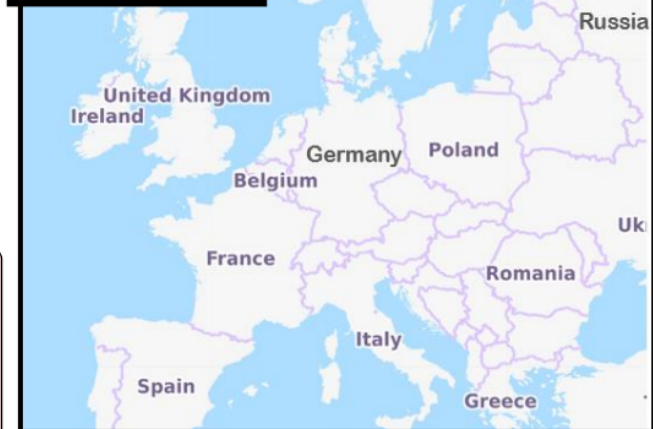 Russia
United Kingdom
Ireland
Germany
Poland
Belgium
Uk
France
Romania
Italy
Spain
Greece